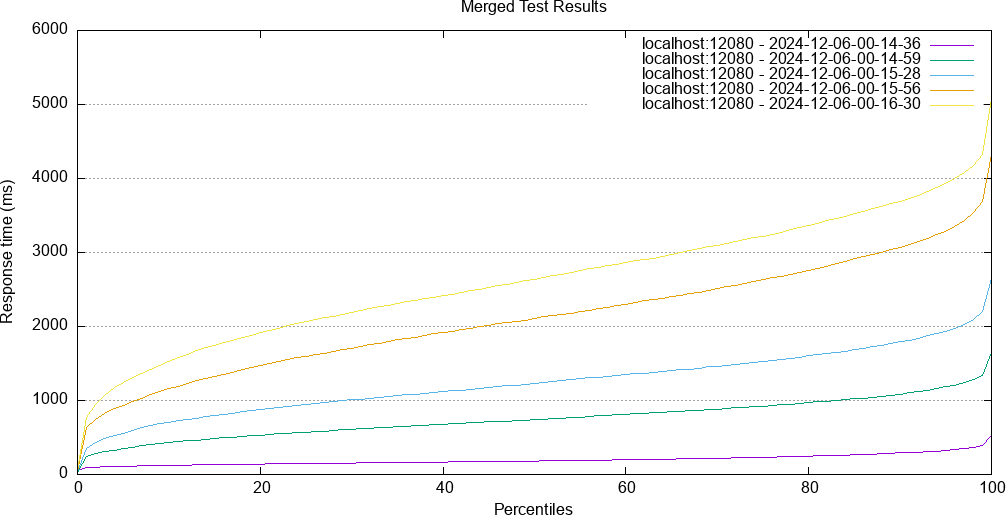 Merged Test Results
6000
5000
4000
3000
2000
1000
0
Response time (ms)
localhost:12080 - 2024-12-06-00-14-36
localhost:12080 - 2024-12-06-00-14-59
localhost:12080 - 2024-12-06-00-15-28
localhost:12080 - 2024-12-06-00-15-56
localhost:12080 - 2024-12-06-00-16-30
0 20 40 60 80 100
Percentiles